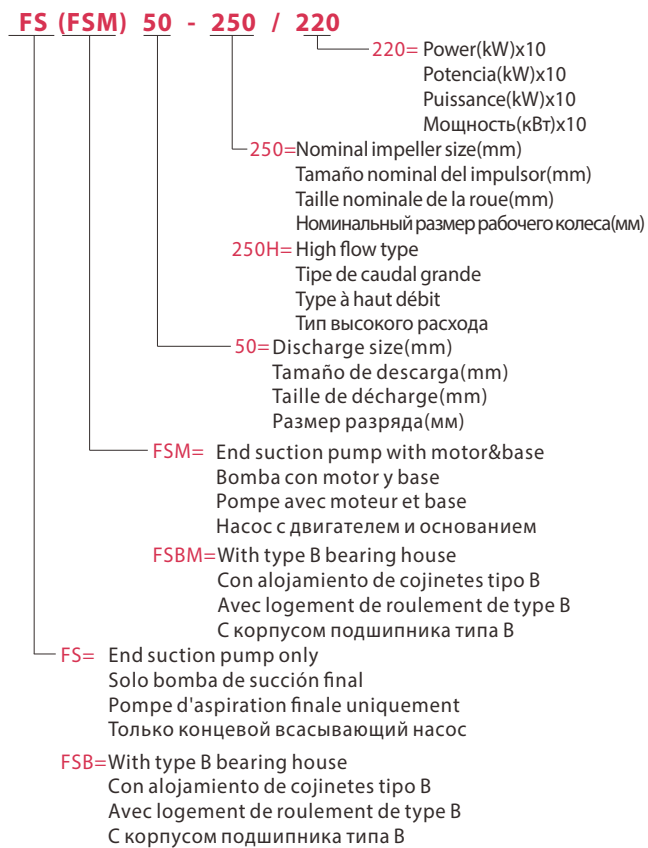 FS (FSM) 50 - 250 / 220
220= Power(kW)x10
Potencia(kW)x10
Puissance(kW)x10
Мощность(кВт)x10
250=Nominal impeller size(mm)
Tamaño nominal del impulsor(mm)
Taille nominale de la roue(mm)
Номинальный размер рабочего колеса(мм)
250H= High flow type
Tipe de caudal grande
Type à haut débit
Тип высокого расхода
50= Discharge size(mm)
Tamaño de descarga(mm)
Taille de décharge(mm)
Размер разряда(мм)
FSM= End suction pump with motor&base
Bomba con motor y base
Pompe avec moteur et base
Насос с двигателем и основанием
FSBM=With type B bearing house
Con alojamiento de cojinetes tipo B
Avec logement de roulement de type B
С корпусом подшипника типа B
FS= End suction pump only
Solo bomba de succión final
Pompe d'aspiration finale uniquement
Только концевой всасывающий насос
FSB=With type B bearing house
Con alojamiento de cojinetes tipo B
Avec logement de roulement de type B
С корпусом подшипника типа B